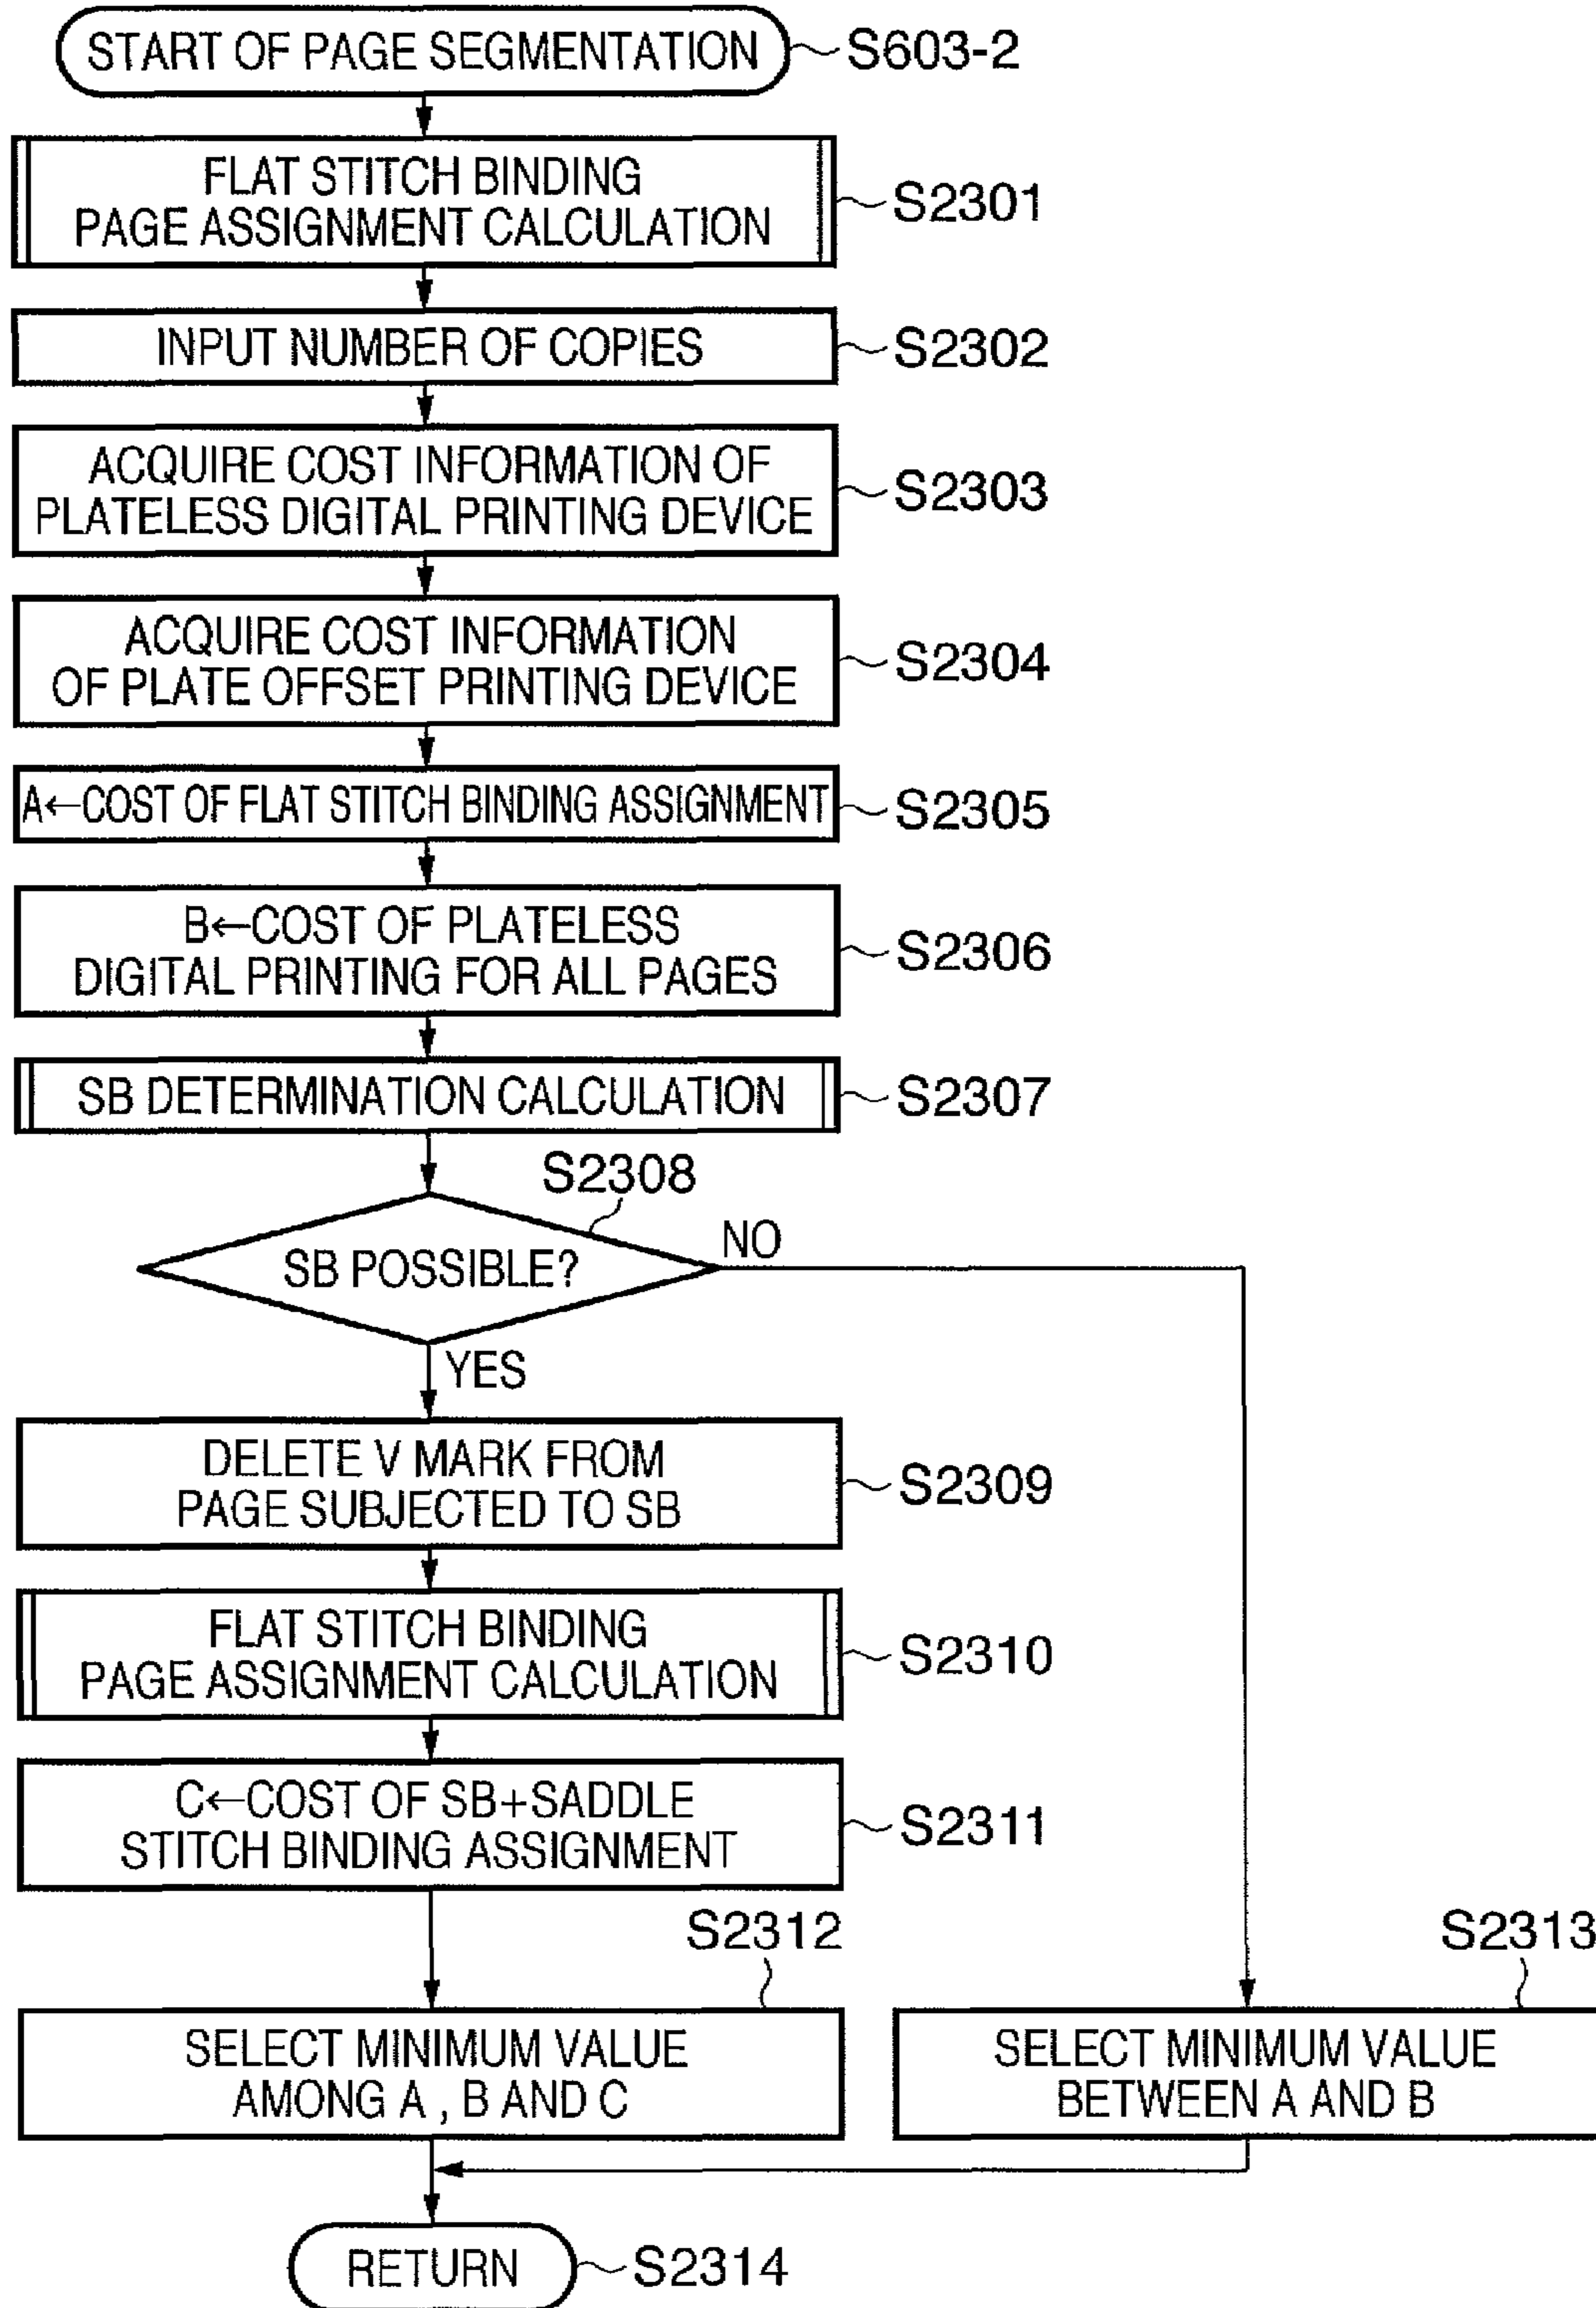 START OF PAGE SEGMENTATION
S603-2
FLAT STITCH BINDING
PAGE ASSIGNMENT CALCULATION
S2301
INPUT NUMBER OF COPIES
S2302
ACQUIRE COST INFORMATION OF
PLATELESS DIGITAL PRINTING DEVICE
S2303
ACQUIRE COST INFORMATION
OF PLATE OFFSET PRINTING DEVICE
S2304
A←COST OF FLAT STITCH BINDING ASSIGNMENT
S2305
B←COST OF PLATELESS
DIGITAL PRINTING FOR ALL PAGES
S2306
SB DETERMINATION CALCULATION
S2307
S2308
SB POSSIBLE?
NO
YES
DELETE V MARK FROM
PAGE SUBJECTED TO SB
S2309
FLAT STITCH BINDING
PAGE ASSIGNMENT CALCULATION
S2310
C←COST OF SB+SADDLE
STITCH BINDING ASSIGNMENT
S2311
S2312
SELECT MINIMUM VALUE
AMONG A , B AND C
S2313
SELECT MINIMUM VALUE
BETWEEN A AND B
RETURN
S2314